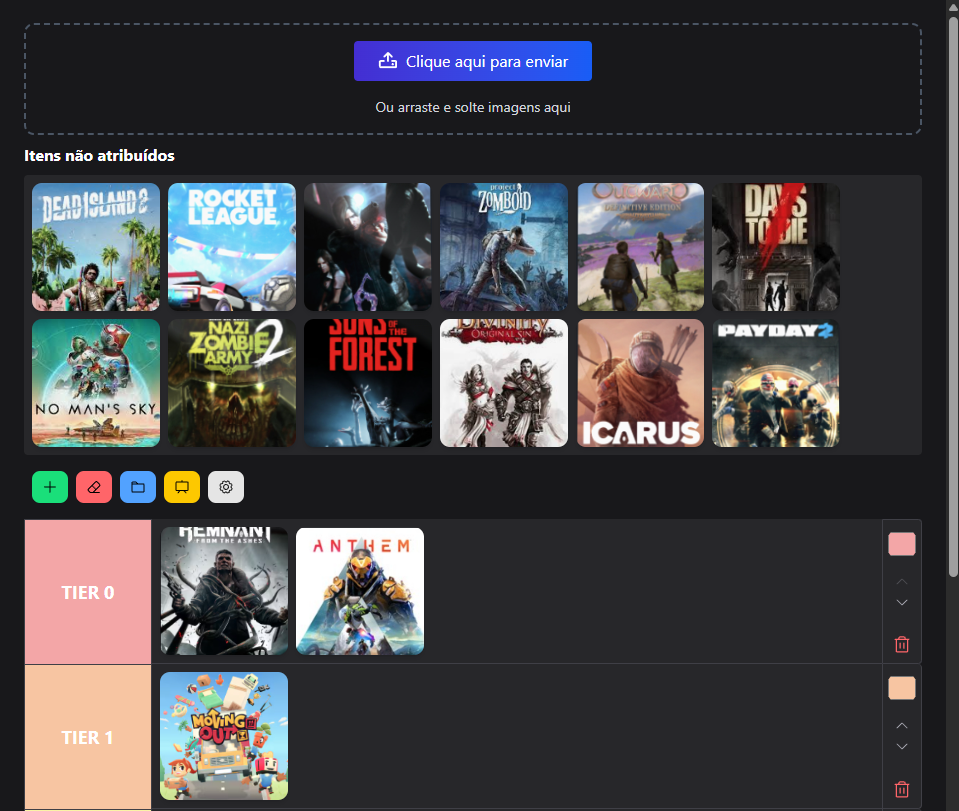 Clique aqui para enviar
Ou arraste e solte imagens aqui
Itens não atribuídos
DEAD ISLAND 2
ROCKET
LEAGUE
project
ZOMBOID
OUTWARD
DEFINITIVE EDITION
7
DAYS
TO DIE
NO MAN'S SKY
NAZI
ZOMBIE
ARMY 2
SONS
OF THE
FOREST
DIVINITY
ORIGINAL SIN
ICARUS
PAYDAY 2
TIER 0
REMNANT
FROM THE ASHES
ANTHEM
TIER 1
MOVING
OUT